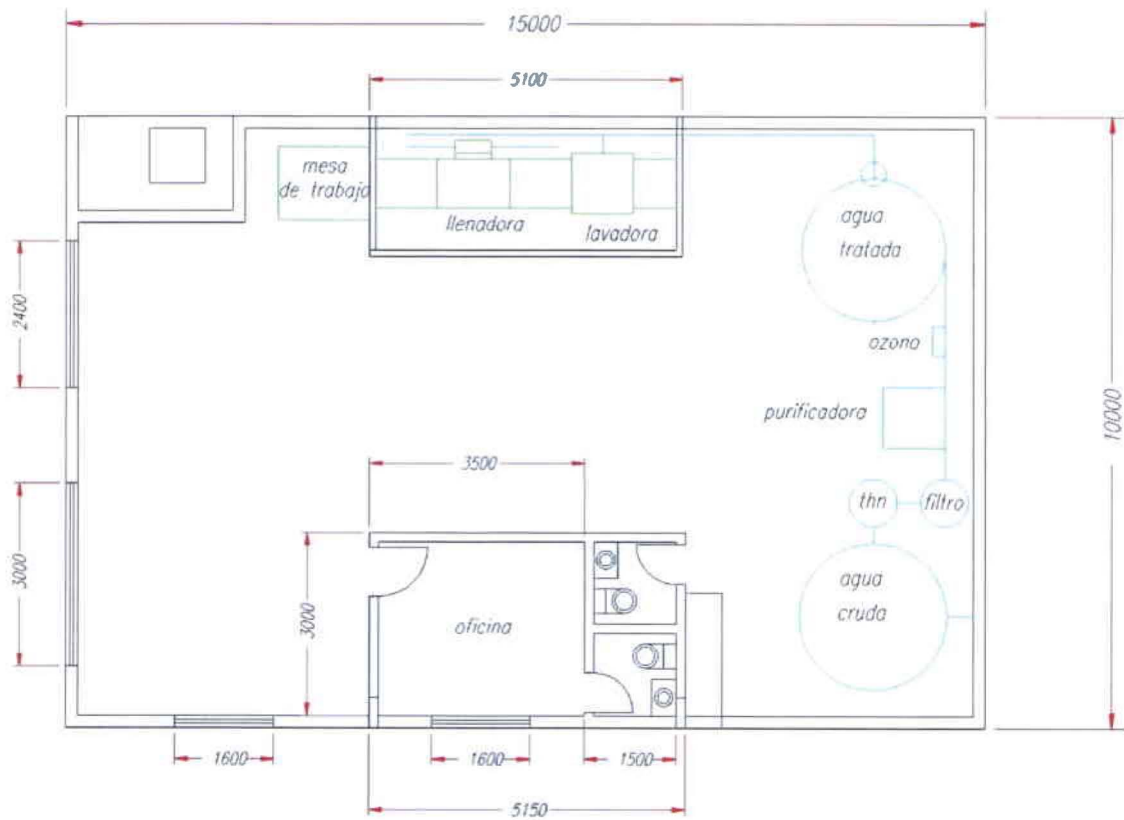 15000
5100
mesa
de trabajo
llenadora
lavadora
agua
tratada
2400
ozono
purificadora
10000
3500
thn
filtro
3000
3000
agua
cruda
oficina
1600
1600
1500
5150